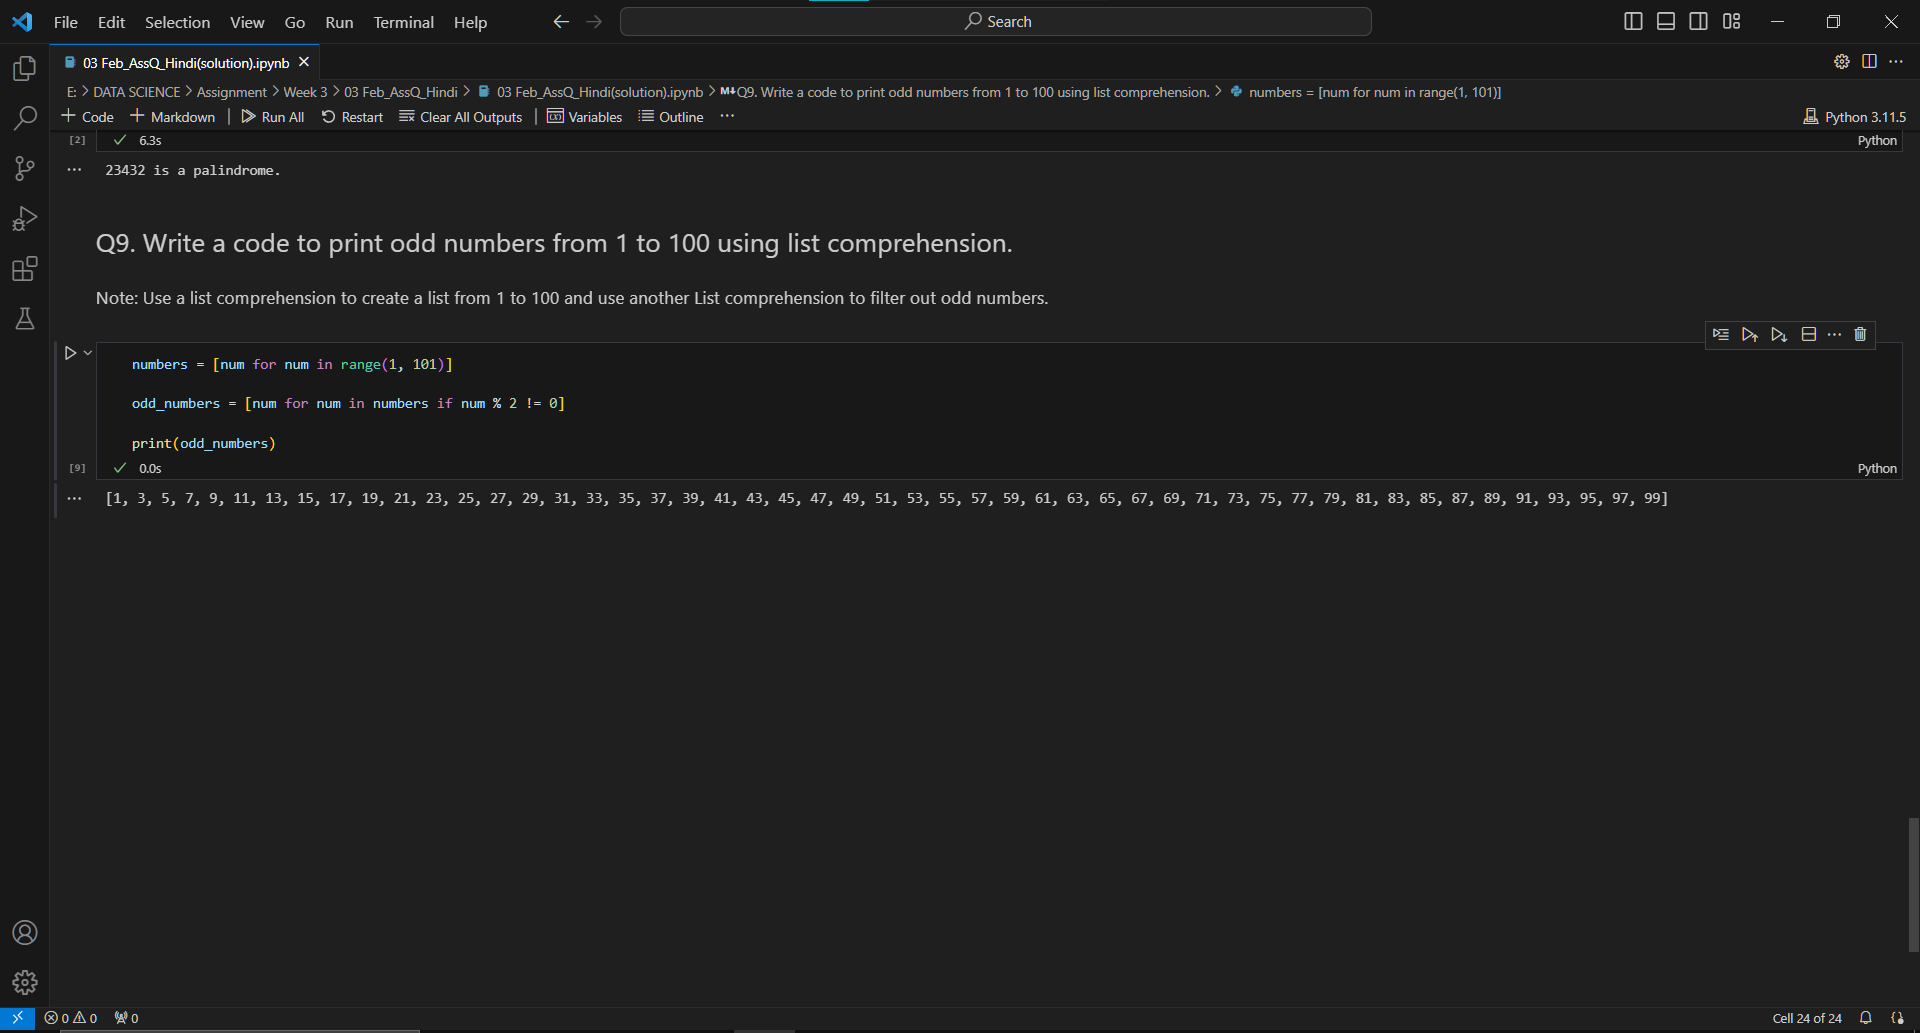 File Edit Selection View Go Run Terminal Help Search
03 Feb_AssQ_Hindi(solution).ipynb
E: > DATA SCIENCE > Assignment > Week 3 > 03 Feb_AssQ_Hindi > 03 Feb_AssQ_Hindi(solution).ipynb > M↓Q9. Write a code to print odd numbers from 1 to 100 using list comprehension. > numbers = [num for num in range(1, 101)]
+ Code + Markdown | Run All Restart Clear All Outputs | Variables Outline ... Python 3.11.5
[2] 6.3s Python
... 23432 is a palindrome.
Q9. Write a code to print odd numbers from 1 to 100 using list comprehension.
Note: Use a list comprehension to create a list from 1 to 100 and use another List comprehension to filter out odd numbers.
numbers = [num for num in range(1, 101)]
odd_numbers = [num for num in numbers if num % 2 != 0]
print(odd_numbers)
[9] 0.0s Python
... [1, 3, 5, 7, 9, 11, 13, 15, 17, 19, 21, 23, 25, 27, 29, 31, 33, 35, 37, 39, 41, 43, 45, 47, 49, 51, 53, 55, 57, 59, 61, 63, 65, 67, 69, 71, 73, 75, 77, 79, 81, 83, 85, 87, 89, 91, 93, 95, 97, 99]
0 0 0 Cell 24 of 24